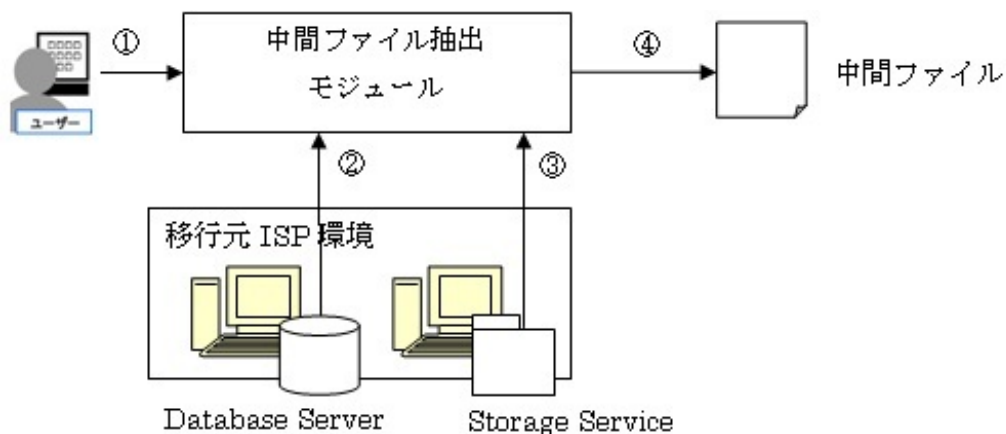 ①
中間ファイル抽出
モジュール
④
中間ファイル
ユーザー
②
③
移行元 ISP 環境
Database Server
Storage Service